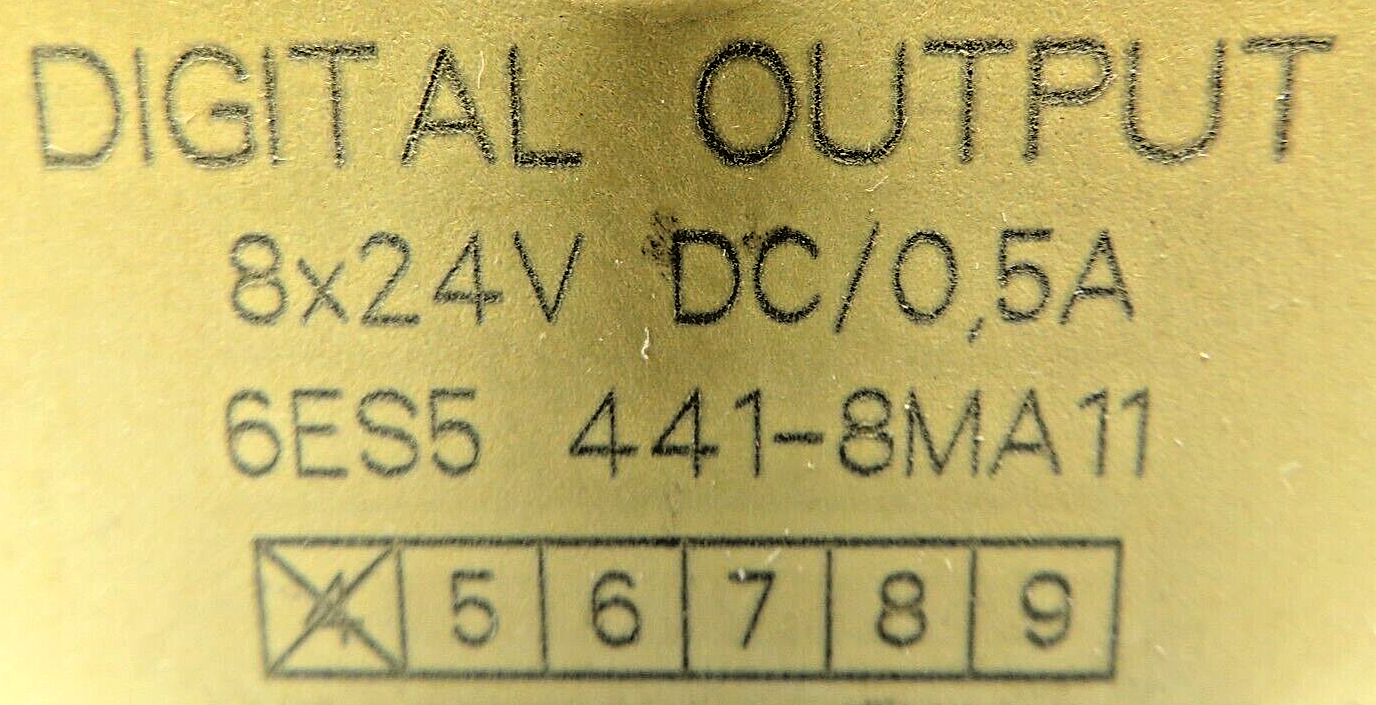 DIGITAL OUTPUT
8x24V DC/0,5A
6ES5 441-8MA11
4 5 6 7 8 9